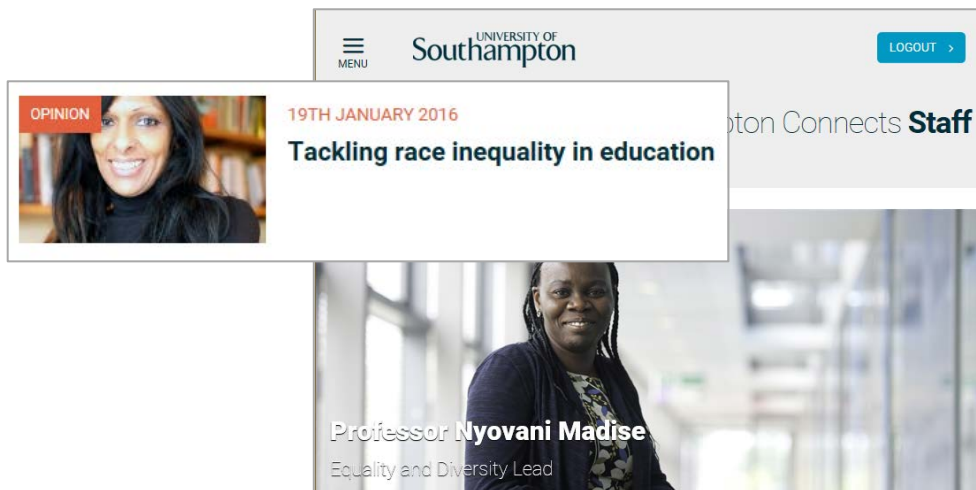 MENU
UNIVERSITY OF
Southampton
LOGOUT >
OPINION
19TH JANUARY 2016
Tackling race inequality in education
Connects Staff
Professor Nyovani Madise
Equality and Diversity Lead